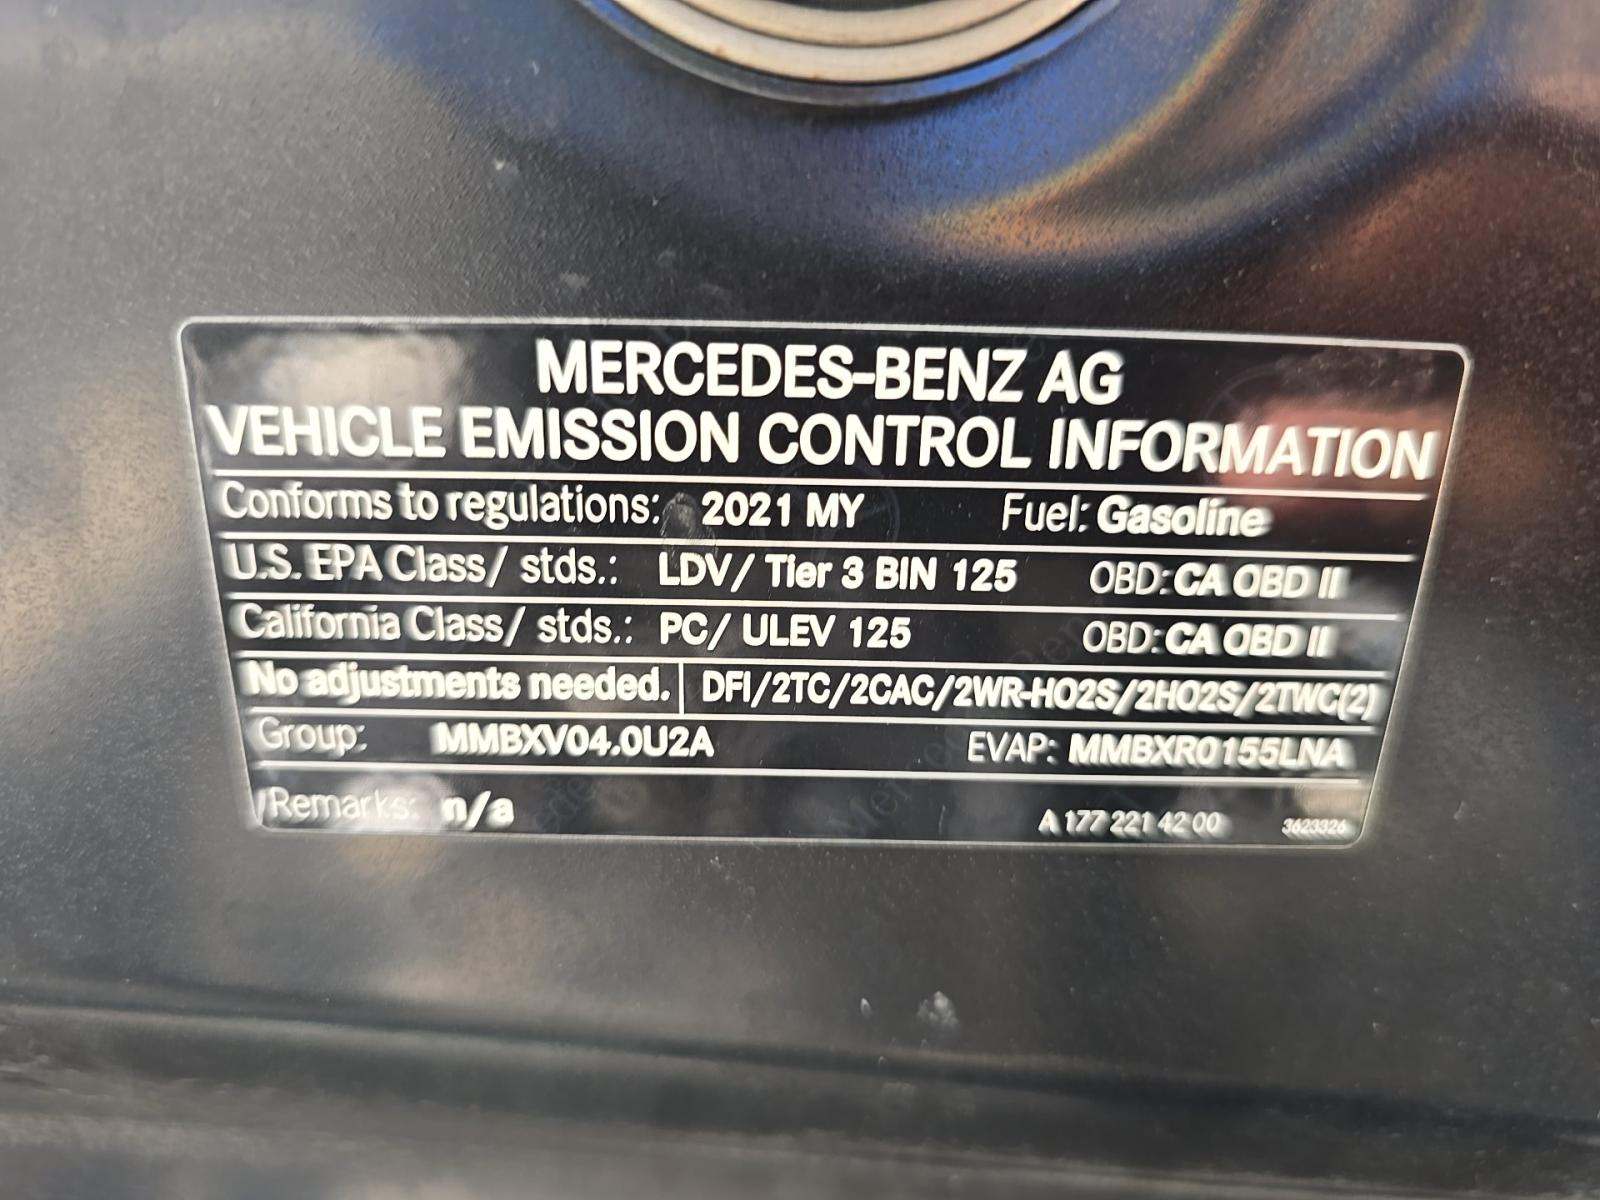 MERCEDES-BENZ AG
VEHICLE EMISSION CONTROL INFORMATION
Conforms to regulations: 2021 MY Fuel: Gasoline
U.S. EPA Class/ stds.: LDV/ Tier 3 BIN 125 OBD: CA OBD II
California Class/ stds.: PC/ ULEV 125 OBD: CA OBD II
No adjustments needed. DFI/2TC/2CAC/2WR-HO2S/2HO2S/2TWC(2)
Group: MMBXV04.0U2A EVAP: MMBXR0155LNA
Remarks: n/a A 177 221 42 00 3623326